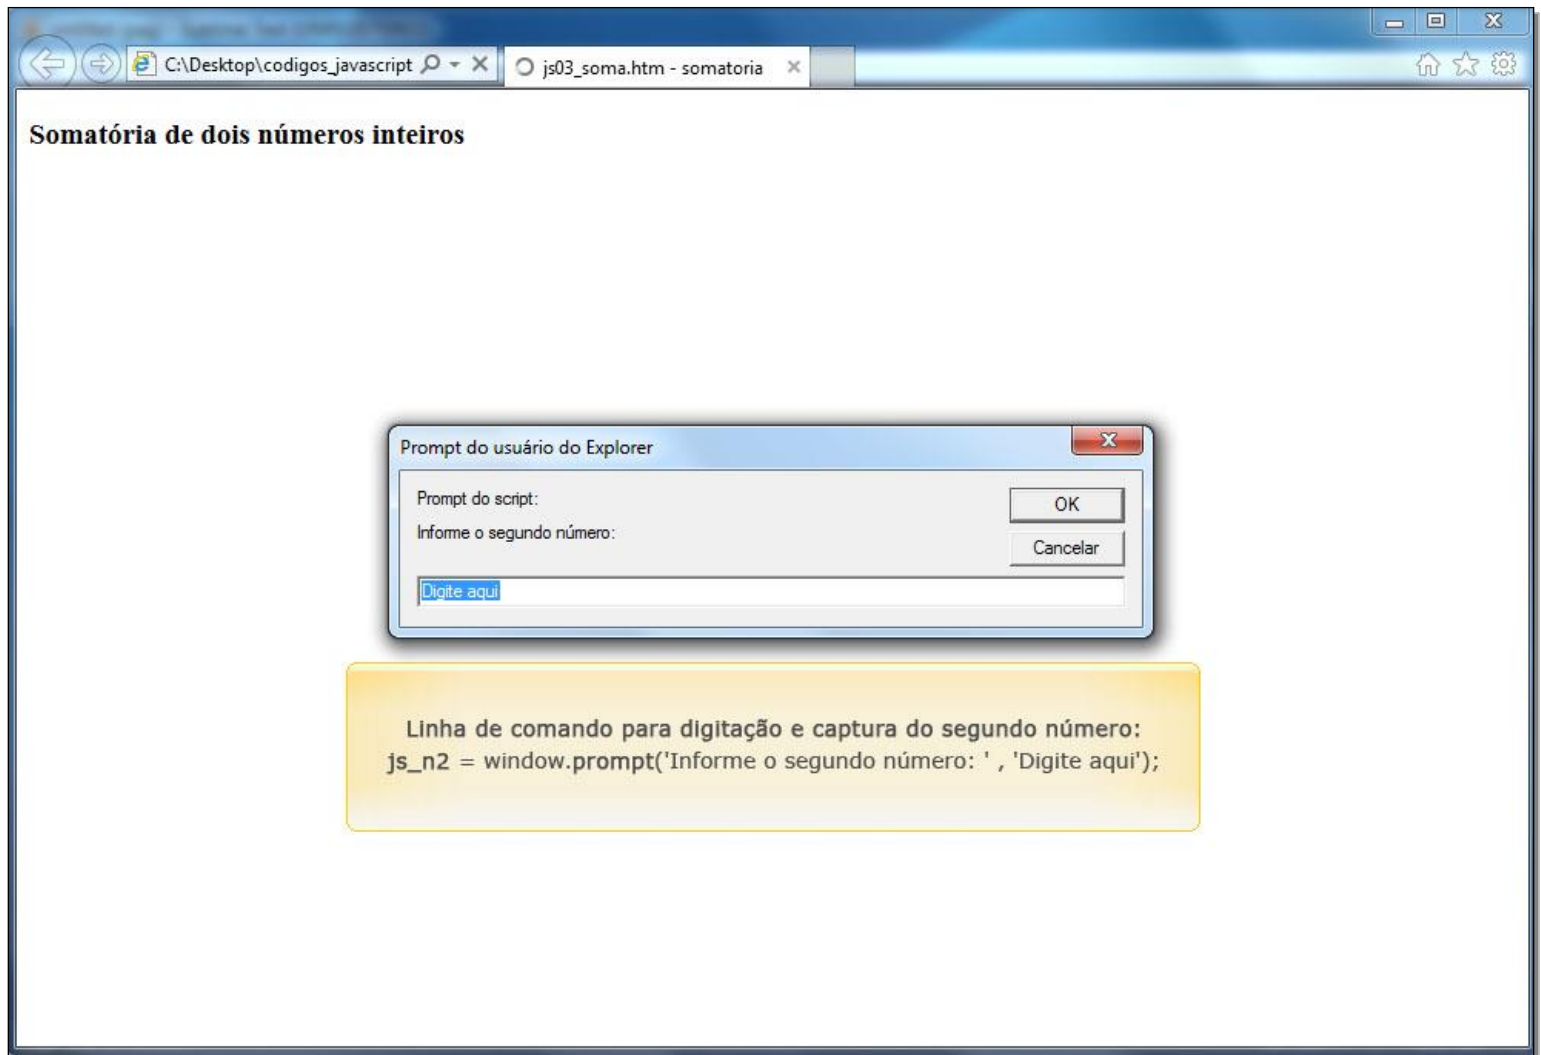 C:\Desktop\codigos_javascript
js03_soma.htm - somatoria
Somatória de dois números inteiros
Prompt do usuário do Explorer
Prompt do script:
OK
Informe o segundo número:
Cancelar
Digite aqui
Linha de comando para digitação e captura do segundo número:
js_n2 = window.prompt('Informe o segundo número: ' , 'Digite aqui');